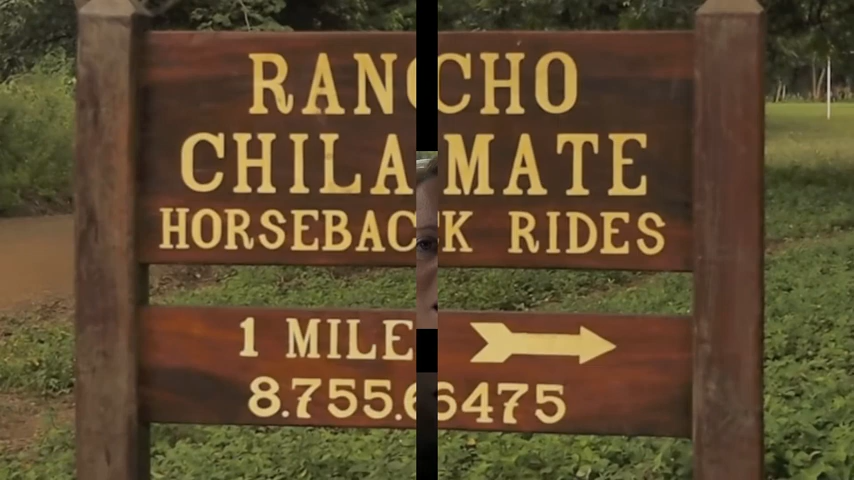 RANCHO
CHILAMATE
HORSEBACK RIDES
1 MILE
8.755.6475